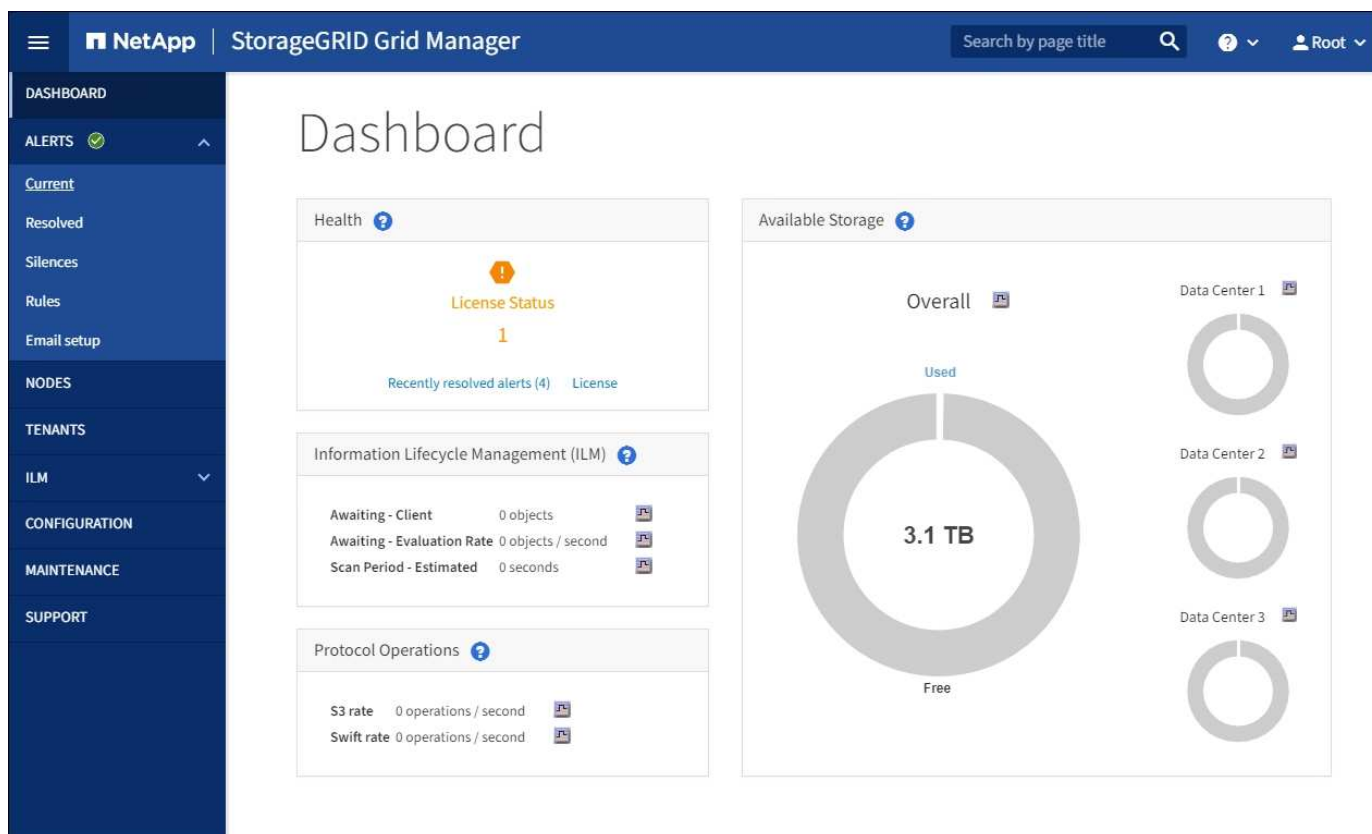 NetApp | StorageGRID Grid Manager
Search by page title
Root
DASHBOARD
ALERTS
Current
Resolved
Silences
Rules
Email setup
NODES
TENANTS
ILM
CONFIGURATION
MAINTENANCE
SUPPORT
Dashboard
Health
License Status
1
Recently resolved alerts (4) License
Information Lifecycle Management (ILM)
Awaiting - Client 0 objects
Awaiting - Evaluation Rate 0 objects / second
Scan Period - Estimated 0 seconds
Protocol Operations
S3 rate 0 operations / second
Swift rate 0 operations / second
Available Storage
Overall
Used
3.1 TB
Free
Data Center 1
Data Center 2
Data Center 3